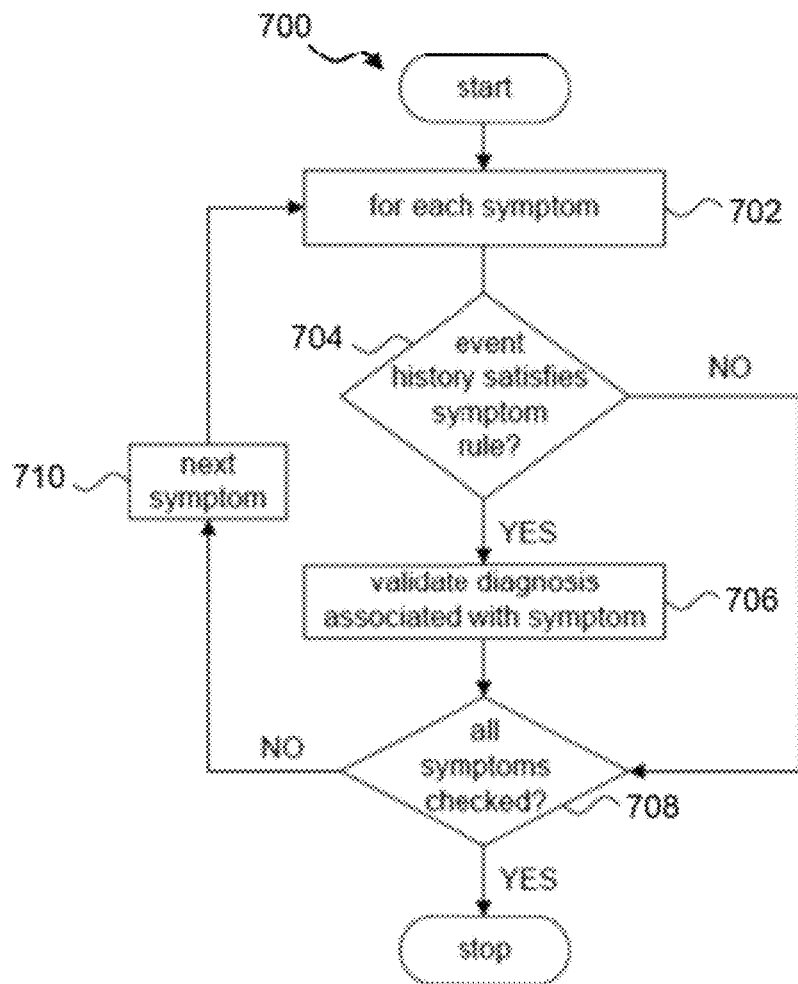 700
start
for each symptom
702
704
event
history satisfies
symptom
rule?
NO
710
next
symptom
YES
validate diagnosis
associated with symptom
706
NO
all
symptoms
checked?
708
YES
stop